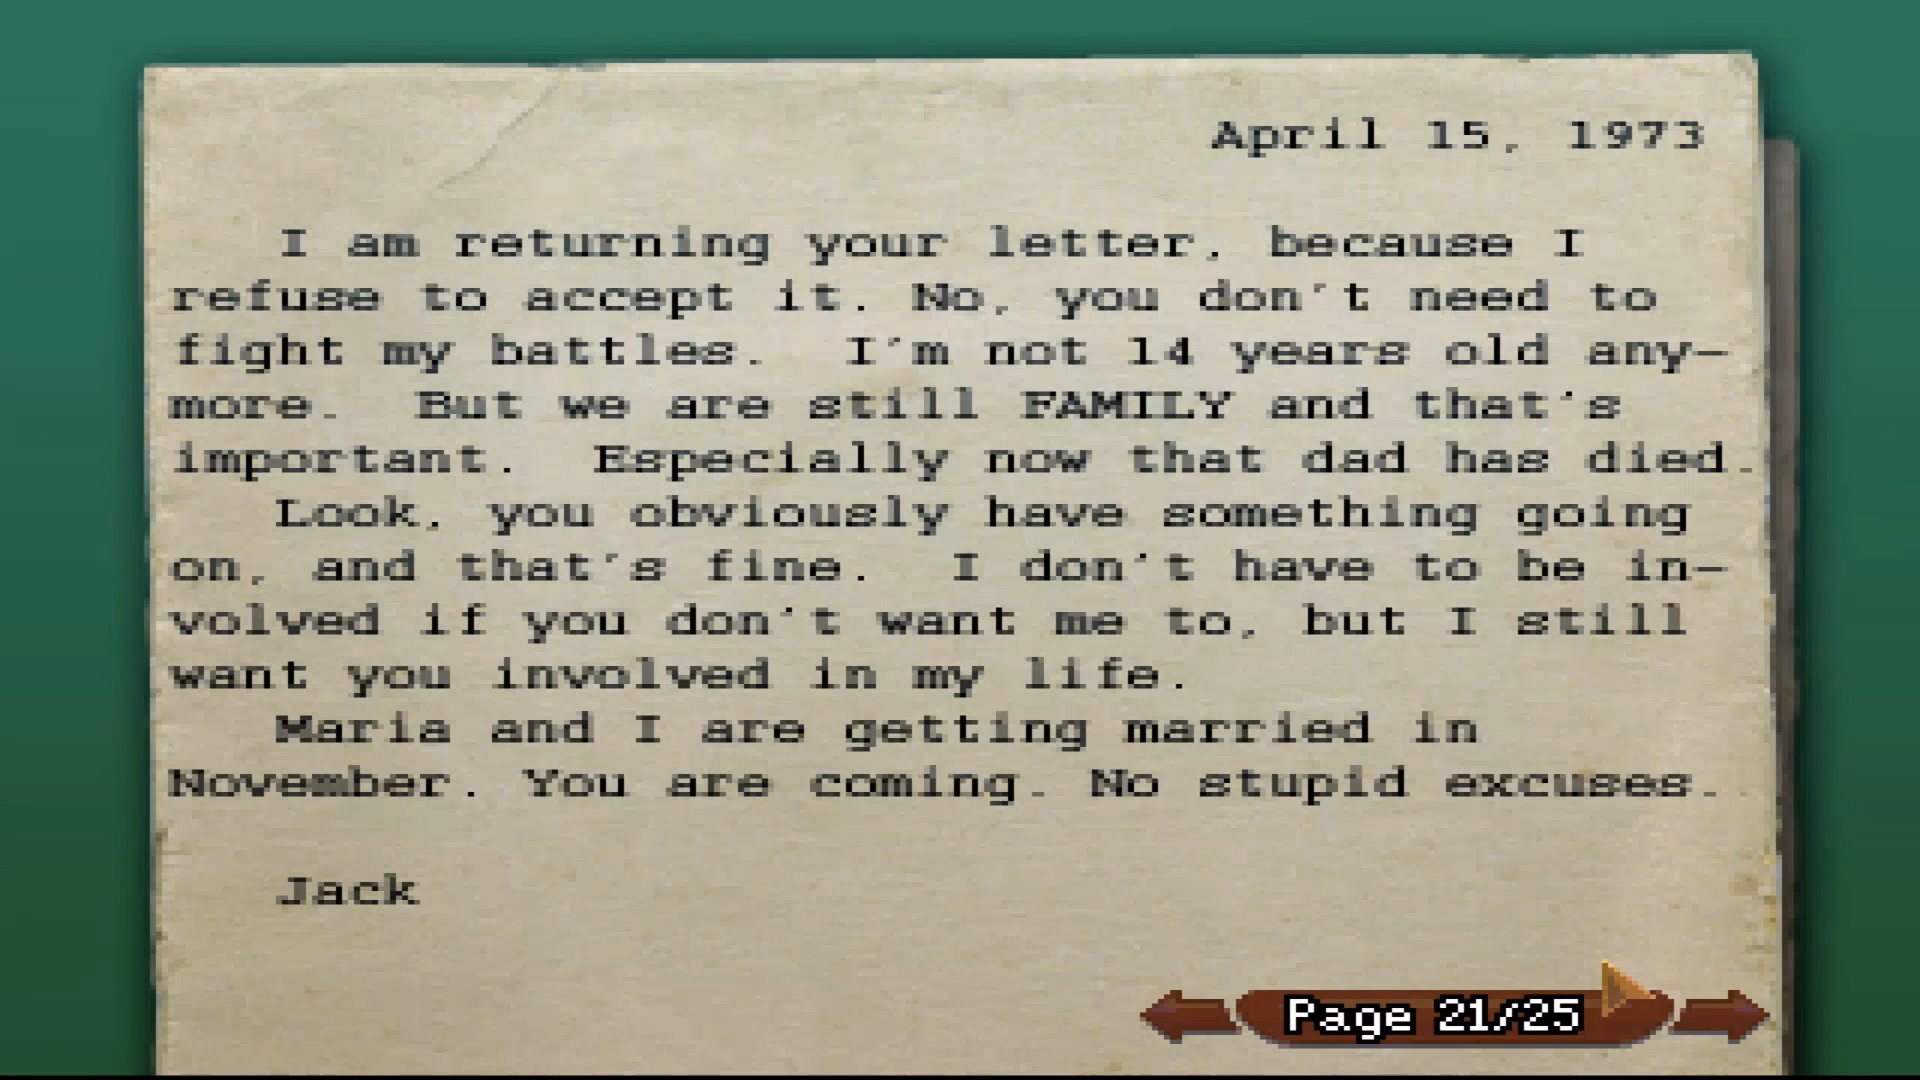 April 15, 1973
I am returning your letter, because I
refuse to accept it. No, you don't need to
fight my battles.  I'm not 14 years old any-
more.  But we are still FAMILY and that's
important.  Especially now that dad has died.
Look, you obviously have something going
on, and that's fine.  I don't have to be in-
volved if you don't want me to, but I still
want you involved in my life.
Maria and I are getting married in
November. You are coming. No stupid excuses.
Jack
Page 21/25